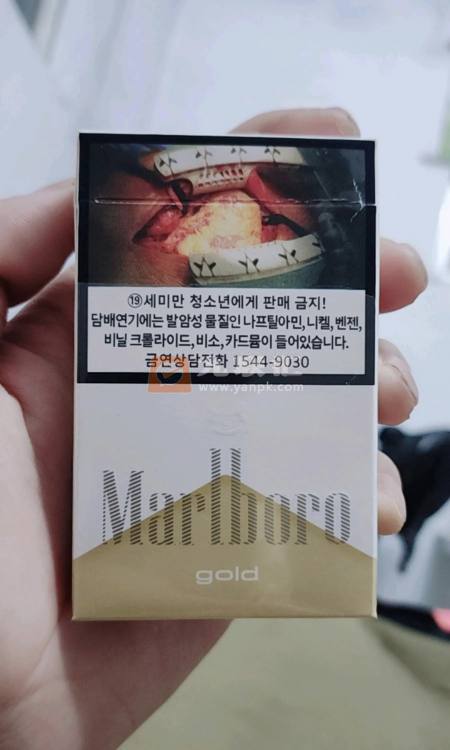 ⑲세미만 청소년에게 판매 금지!
담배연기에는 발암성 물질인 나프틸아민, 니켈, 벤젠,
비닐 크롤라이드, 비소, 카드뮴이 들어있습니다.
금연상담전화 1544-9030
www.yanpk.com
Marlboro
gold